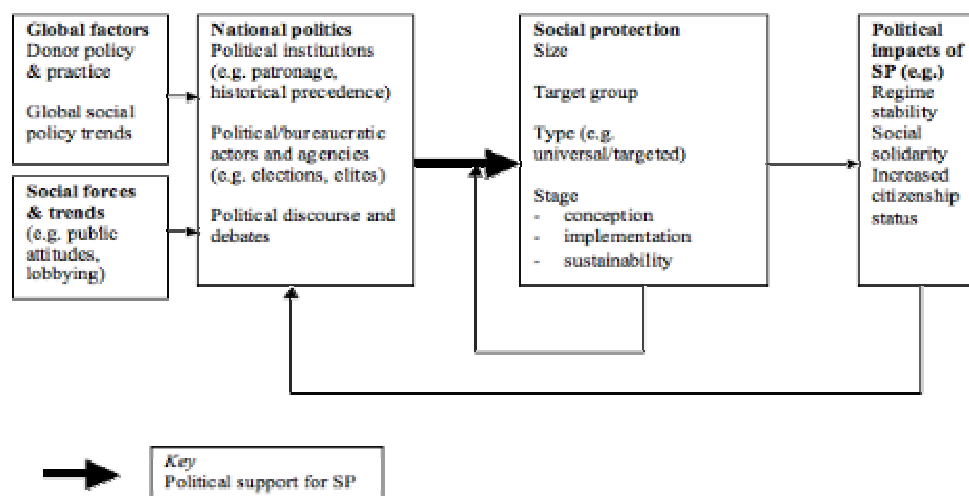 Global factors
Donor policy
& practice
Global social
policy trends
Social forces
& trends
(e.g. public
attitudes,
lobbying)
National politics
Political institutions
(e.g. patronage,
historical precedence)
Political/bureaucratic
actors and agencies
(e.g. elections, elites)
Political discourse and
debates
Social protection
Size
Target group
Type (e.g.
universal/targeted)
Stage
- conception
- implementation
- sustainability
Political
impacts of
SP (e.g.)
Regime
stability
Social
solidarity
Increased
citizenship
status
Key
Political support for SP